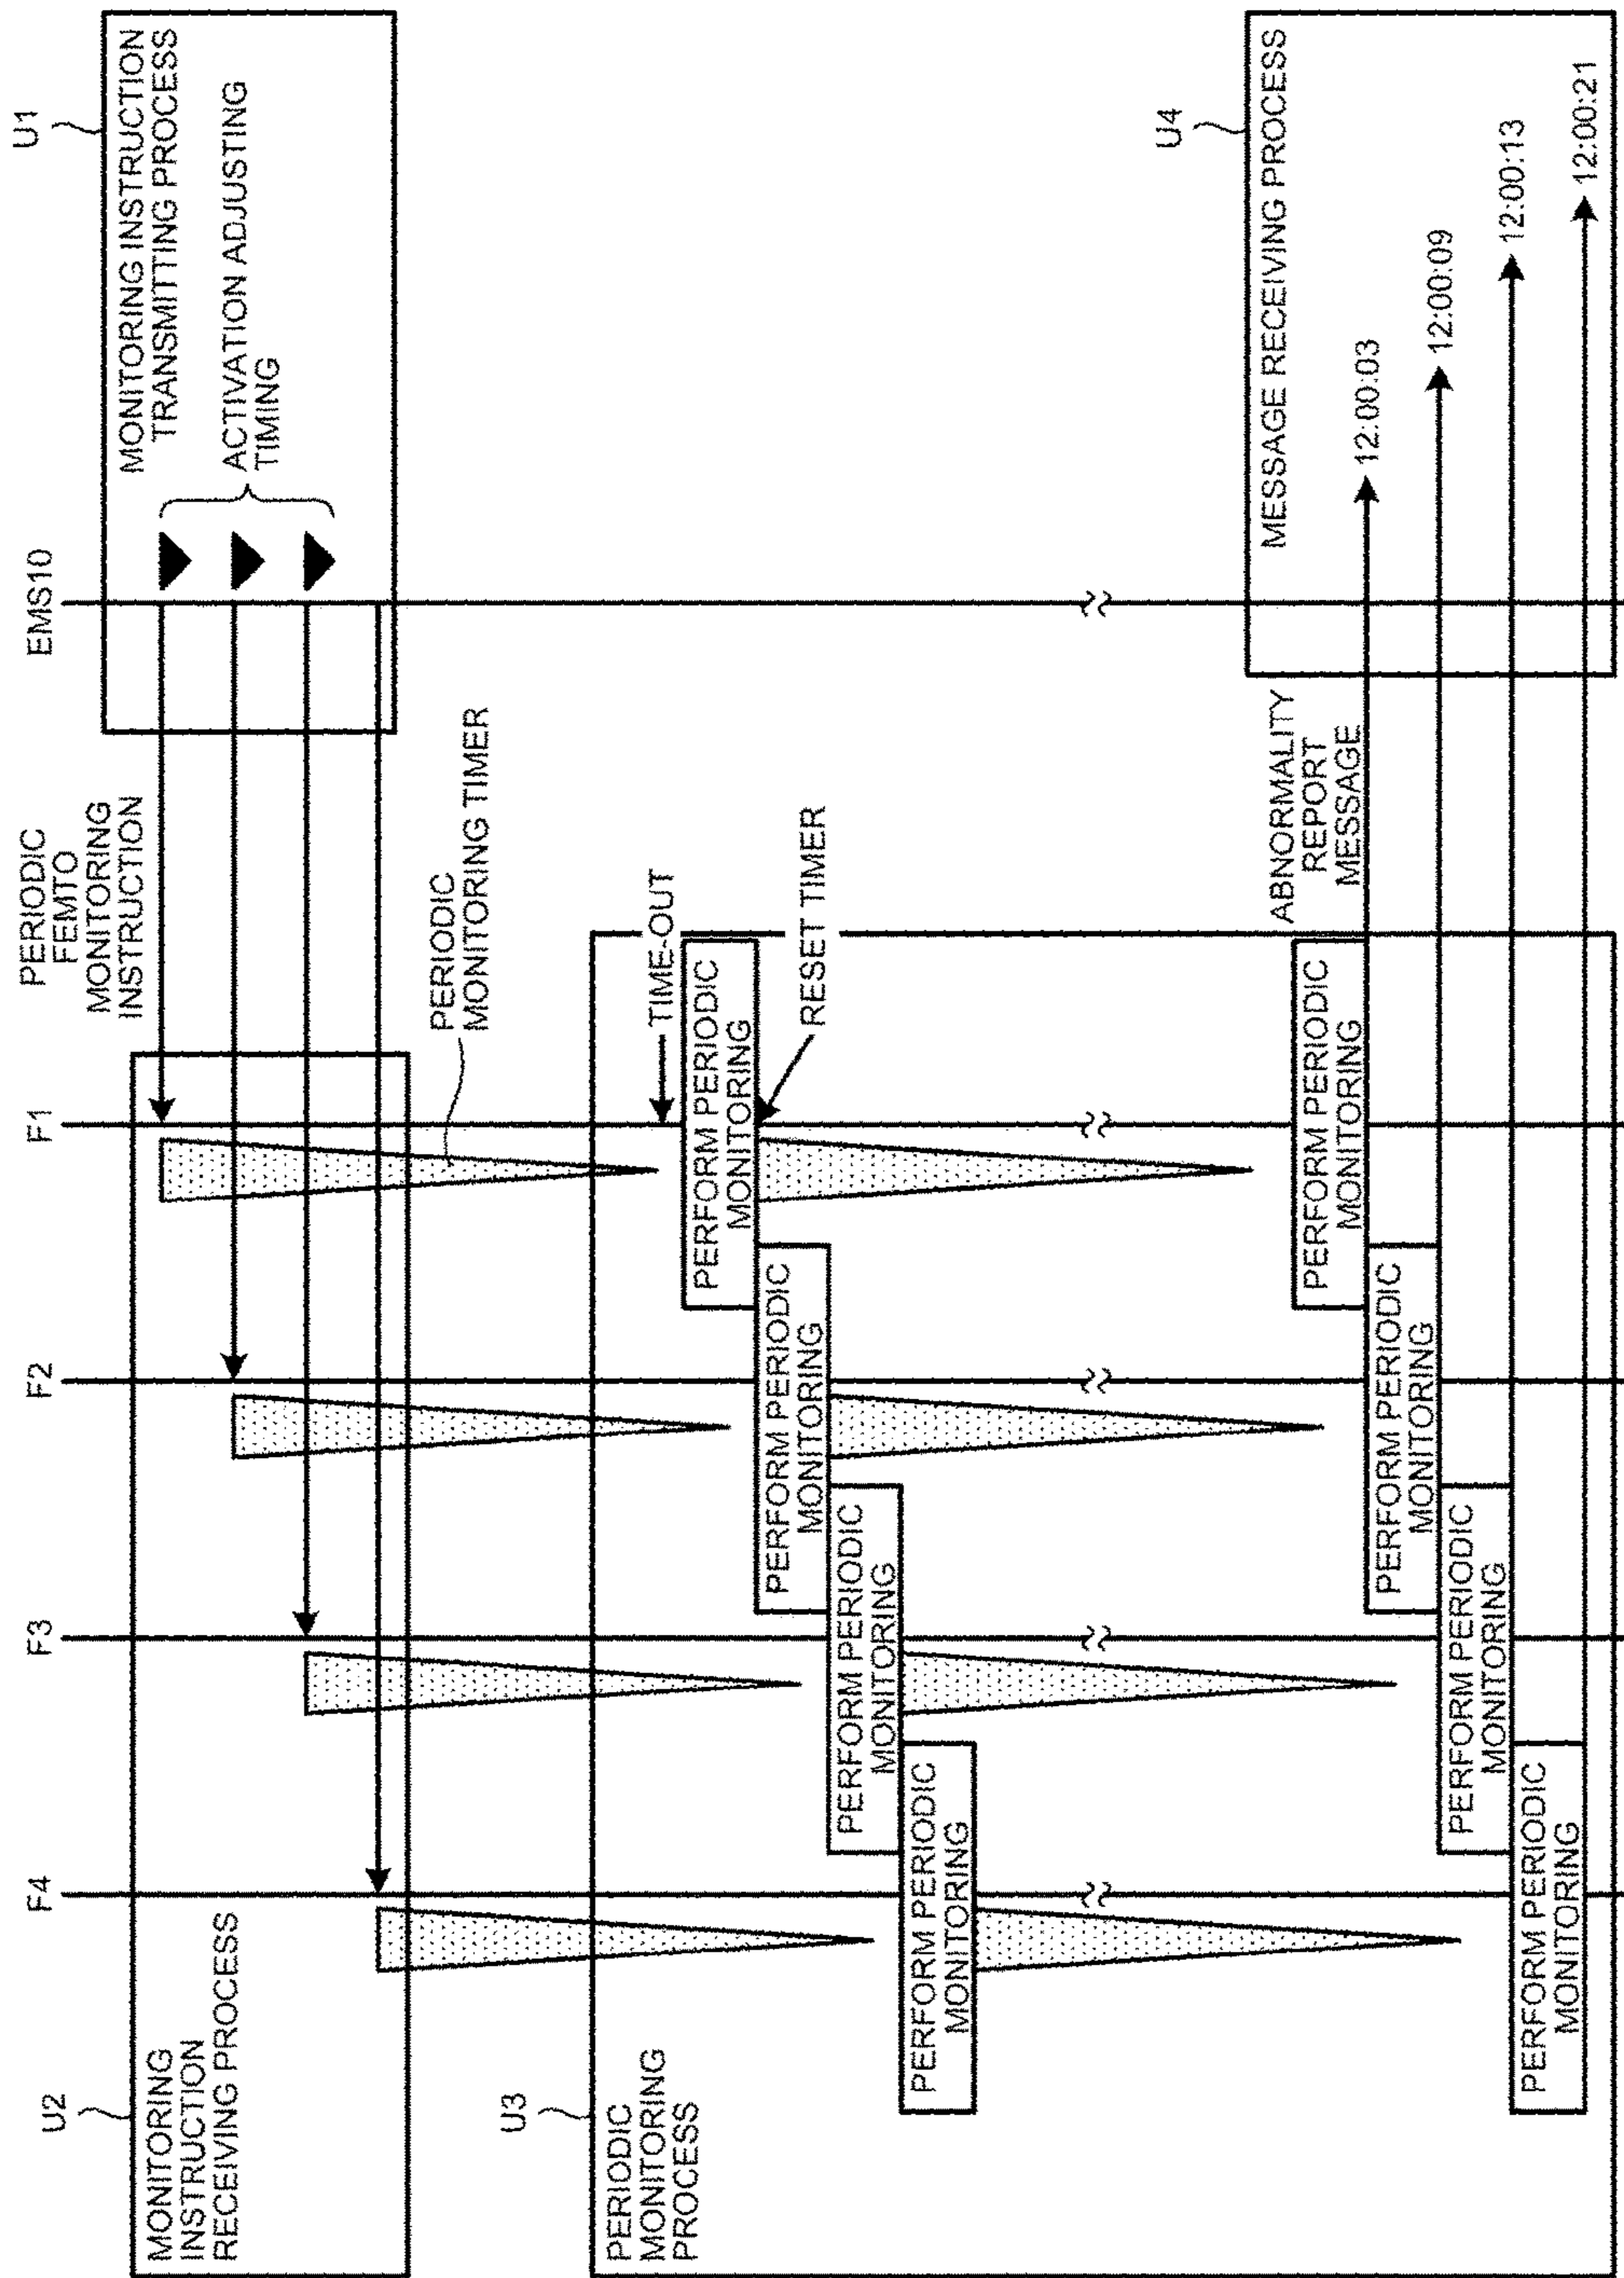 F4
F3
F2
F1
PERIODIC
FEMTO
MONITORING
INSTRUCTION
EMS10
U1
U2
MONITORING
INSTRUCTION
RECEIVING PROCESS
MONITORING INSTRUCTION
TRANSMITTING PROCESS
ACTIVATION ADJUSTING
TIMING
PERIODIC
MONITORING TIMER
U3
PERIODIC
MONITORING
PROCESS
TIME-OUT
PERFORM PERIODIC
MONITORING
RESET TIMER
PERFORM PERIODIC
MONITORING
PERFORM PERIODIC
MONITORING
PERFORM PERIODIC
MONITORING
U4
MESSAGE RECEIVING PROCESS
ABNORMALITY
REPORT
MESSAGE
PERFORM PERIODIC
MONITORING
12:00:03
PERFORM PERIODIC
MONITORING
12:00:09
PERFORM PERIODIC
MONITORING
12:00:13
PERFORM PERIODIC
MONITORING
12:00:21